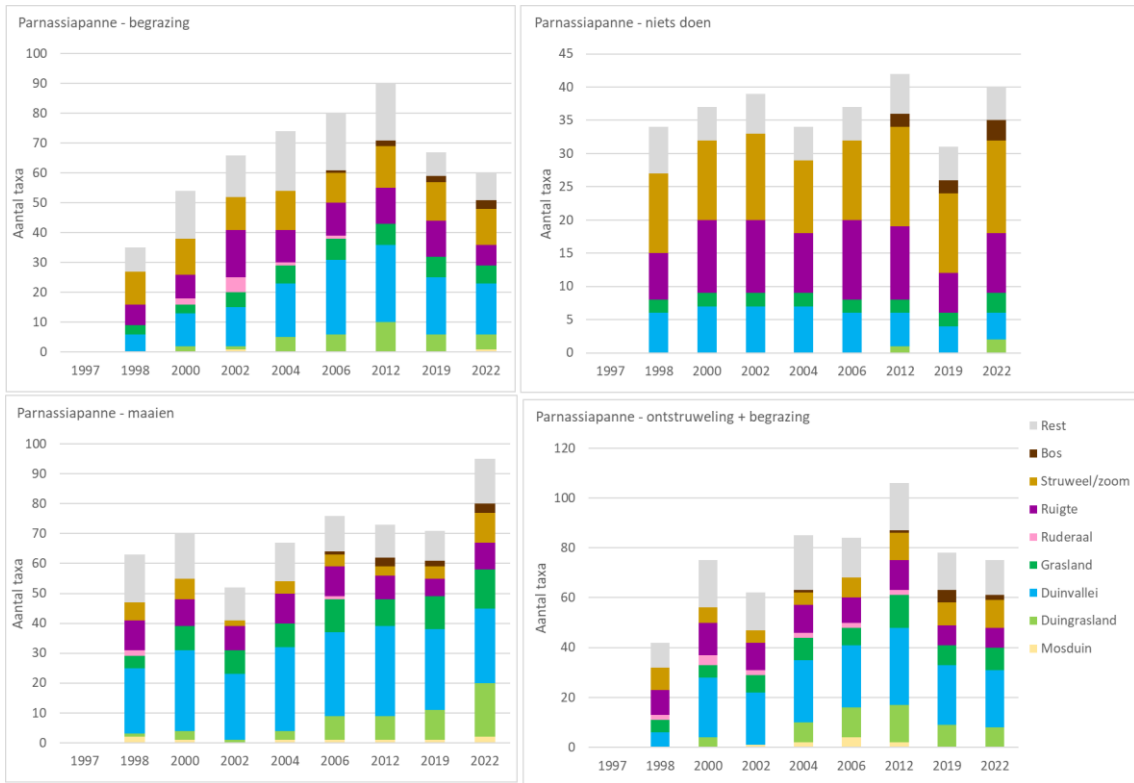 Parnassiapanne - begrazing
Aantal taxa
100
90
80
70
60
50
40
30
20
10
0
1997 1998 2000 2002 2004 2006 2012 2019 2022
Parnassiapanne - niets doen
Aantal taxa
45
40
35
30
25
20
15
10
5
0
1997 1998 2000 2002 2004 2006 2012 2019 2022
Parnassiapanne - maaien
Aantal taxa
100
90
80
70
60
50
40
30
20
10
0
1997 1998 2000 2002 2004 2006 2012 2019 2022
Parnassiapanne - ontstruweling + begrazing
Aantal taxa
120
100
80
60
40
20
0
1997 1998 2000 2002 2004 2006 2012 2019 2022
Rest
Bos
Struweel/zoom
Ruigte
Ruderaal
Grasland
Duinvallei
Duingrasland
Mosduin